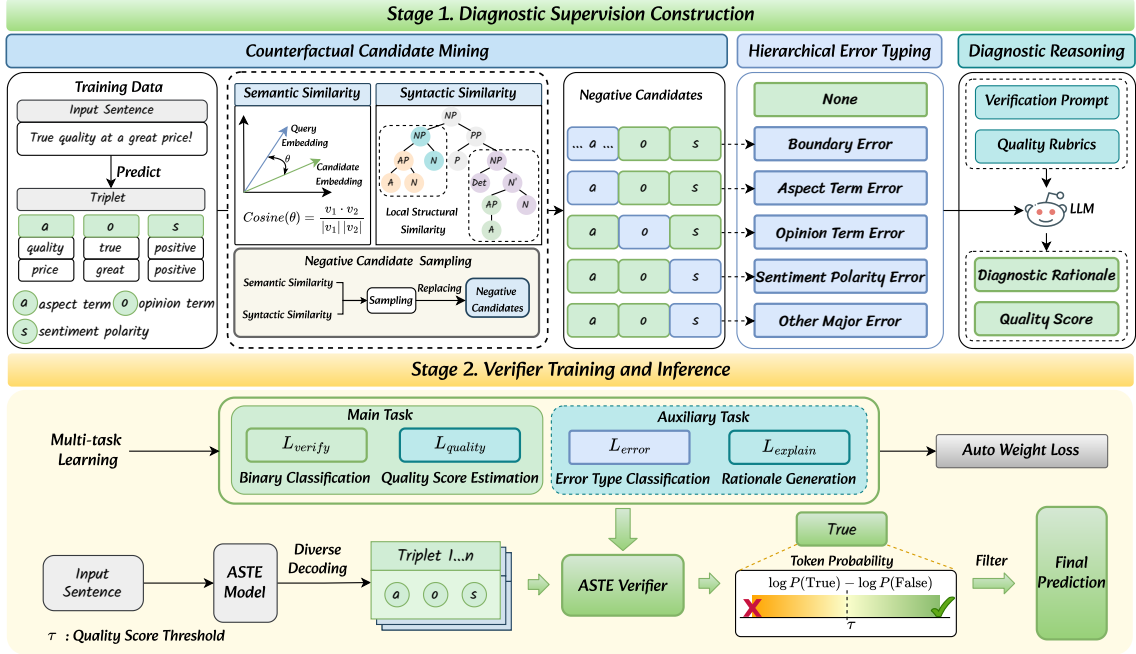 Stage 1. Diagnostic Supervision Construction
Counterfactual Candidate Mining
Hierarchical Error Typing
Diagnostic Reasoning
Training Data
Input Sentence
True quality at a great price!
Predict
Triplet
a o s
quality true positive
price great positive
a aspect term o opinion term
s sentiment polarity
Semantic Similarity
Query
Embedding
θ
Candidate
Embedding
Cosine(θ) = v₁ · v₂ / |v₁| |v₂|
Syntactic Similarity
NP
NP PP
AP N P NP
A N Det N'
AP N
A
Local Structural
Similarity
Negative Candidate Sampling
Semantic Similarity
Syntactic Similarity
Sampling
Replacing
Negative
Candidates
Negative Candidates
... a ... o s
a o s
a o s
a o s
a o s
None
Boundary Error
Aspect Term Error
Opinion Term Error
Sentiment Polarity Error
Other Major Error
Verification Prompt
Quality Rubrics
LLM
Diagnostic Rationale
Quality Score
Stage 2. Verifier Training and Inference
Multi-task
Learning
Main Task
L_verify
Binary Classification
L_quality
Quality Score Estimation
Auxiliary Task
L_error
Error Type Classification
L_explain
Rationale Generation
Auto Weight Loss
Input
Sentence
ASTE
Model
Diverse
Decoding
Triplet 1...n
a o s
ASTE Verifier
True
Token Probability
log P(True) − log P(False)
τ
Filter
Final
Prediction
τ : Quality Score Threshold